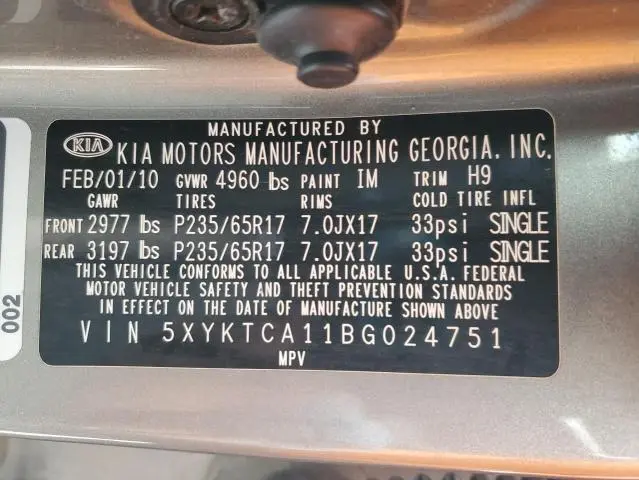 MANUFACTURED BY
KIA KIA MOTORS MANUFACTURING GEORGIA, INC.
FEB/01/10 GVWR 4960 lbs PAINT IM TRIM H9
GAWR TIRES RIMS COLD TIRE INFL
FRONT 2977 lbs P235/65R17 7.0JX17 33psi SINGLE
REAR 3197 lbs P235/65R17 7.0JX17 33psi SINGLE
THIS VEHICLE CONFORMS TO ALL APPLICABLE U.S.A. FEDERAL
MOTOR VEHICLE SAFETY AND THEFT PREVENTION STANDARDS
IN EFFECT ON THE DATE OF MANUFACTURE SHOWN ABOVE
VIN 5XYKTCA11BG024751
MPV
002